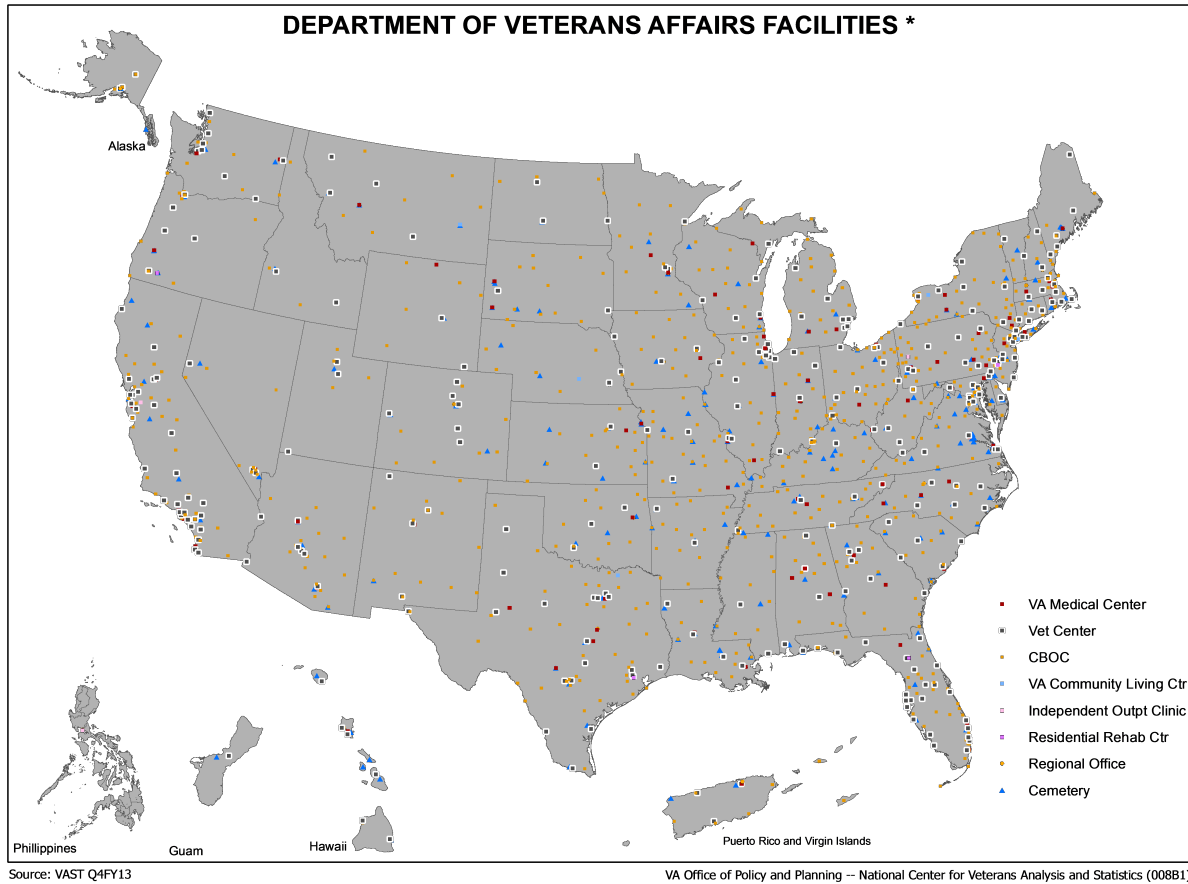 DEPARTMENT OF VETERANS AFFAIRS FACILITIES *
Alaska
VA Medical Center
Vet Center
CBOC
VA Community Living Ctr
Independent Outpt Clinic
Residential Rehab Ctr
Regional Office
Cemetery
Phillippines
Guam
Hawaii
Puerto Rico and Virgin Islands
Source: VAST Q4FY13
VA Office of Policy and Planning -- National Center for Veterans Analysis and Statistics (008B1)